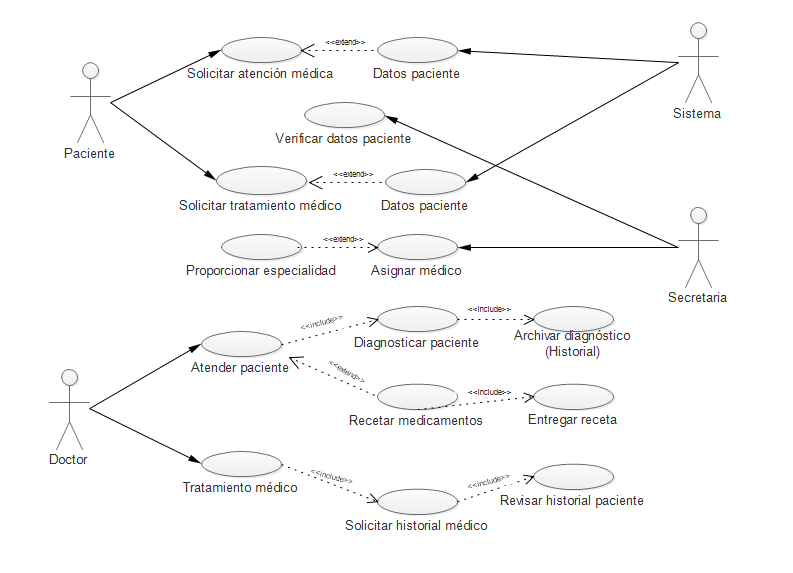 <<extend>>
Solicitar atención médica
Datos paciente
Sistema
Paciente
Verificar datos paciente
<<extend>>
Solicitar tratamiento médico
Datos paciente
<<extend>>
Proporcionar especialidad
Asignar médico
Secretaria
<<include>>
<<include>>
Diagnosticar paciente
Archivar diagnóstico
(Historial)
Atender paciente
<<extend>>
<<include>>
Recetar medicamentos
Entregar receta
Doctor
Tratamiento médico
<<include>>
<<include>>
Revisar historial paciente
Solicitar historial médico